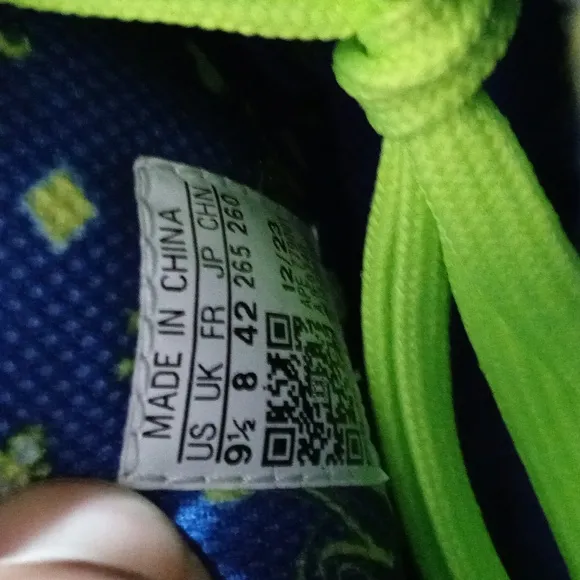 MADE IN CHINA
US UK FR JP CHN
9½ 8 42 265 260
12/23